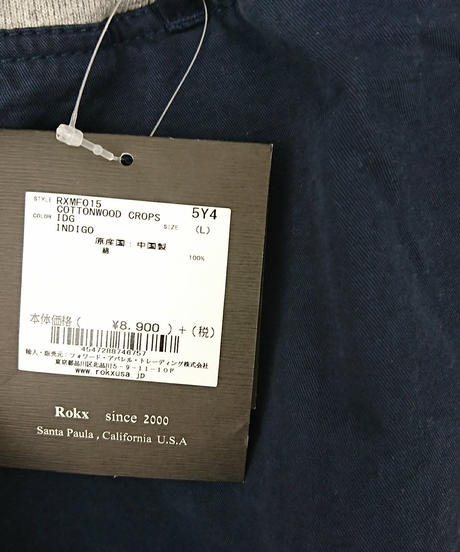 STYLE RXMF015 5Y4
COTTONWOOD CROPS
COLOR IDG SIZE (L)
INDIGO
原産国:中国製
綿 100%
本体価格( ¥8,900 )+(税)
4547288748757
輸入・販売元:フォワード・アパレル・トレーディング株式会社
東京都品川区北品川5-9-11-10F
www.rokxusa.jp
Rokx since 2000
Santa Paula , California U.S.A